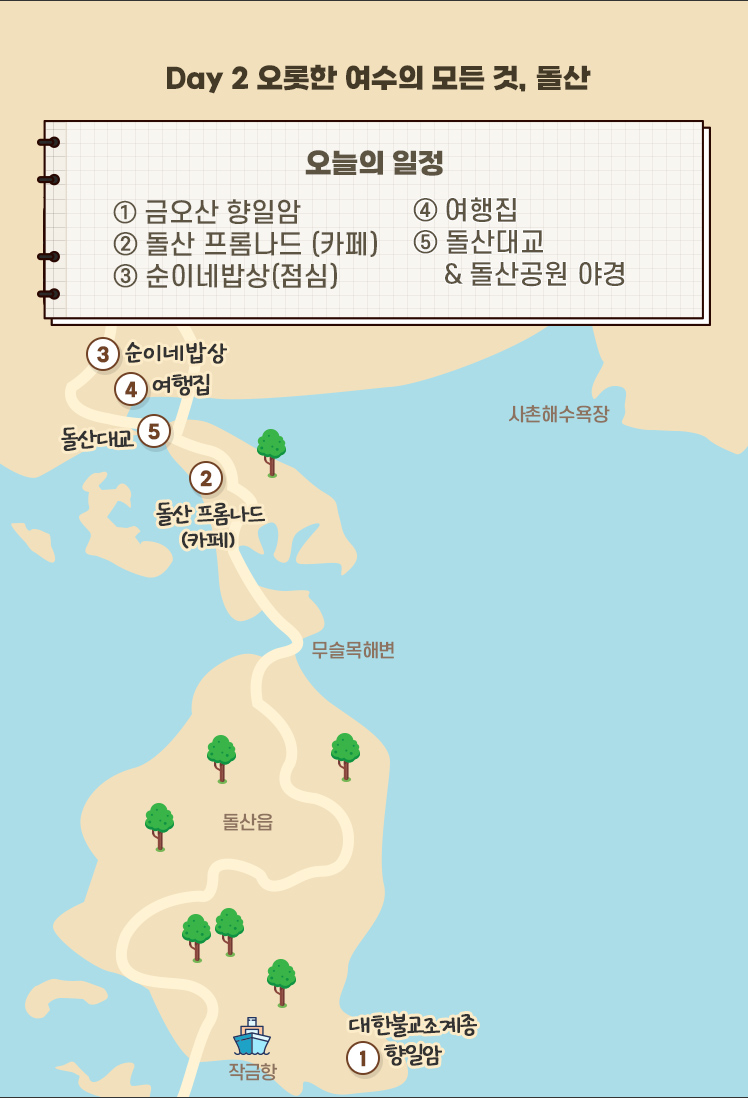 Day 2 오롯한 여수의 모든 것, 돌산
오늘의 일정
① 금오산 향일암
② 돌산 프롬나드 (카페)
③ 순이네밥상(점심)
④ 여행집
⑤ 돌산대교
& 돌산공원 야경
3 순이네밥상
4 여행집
사촌해수욕장
돌산대교 5
2
돌산 프롬나드
(카페)
무슬목해변
돌산읍
대한불교조계종
1 향일암
작금항